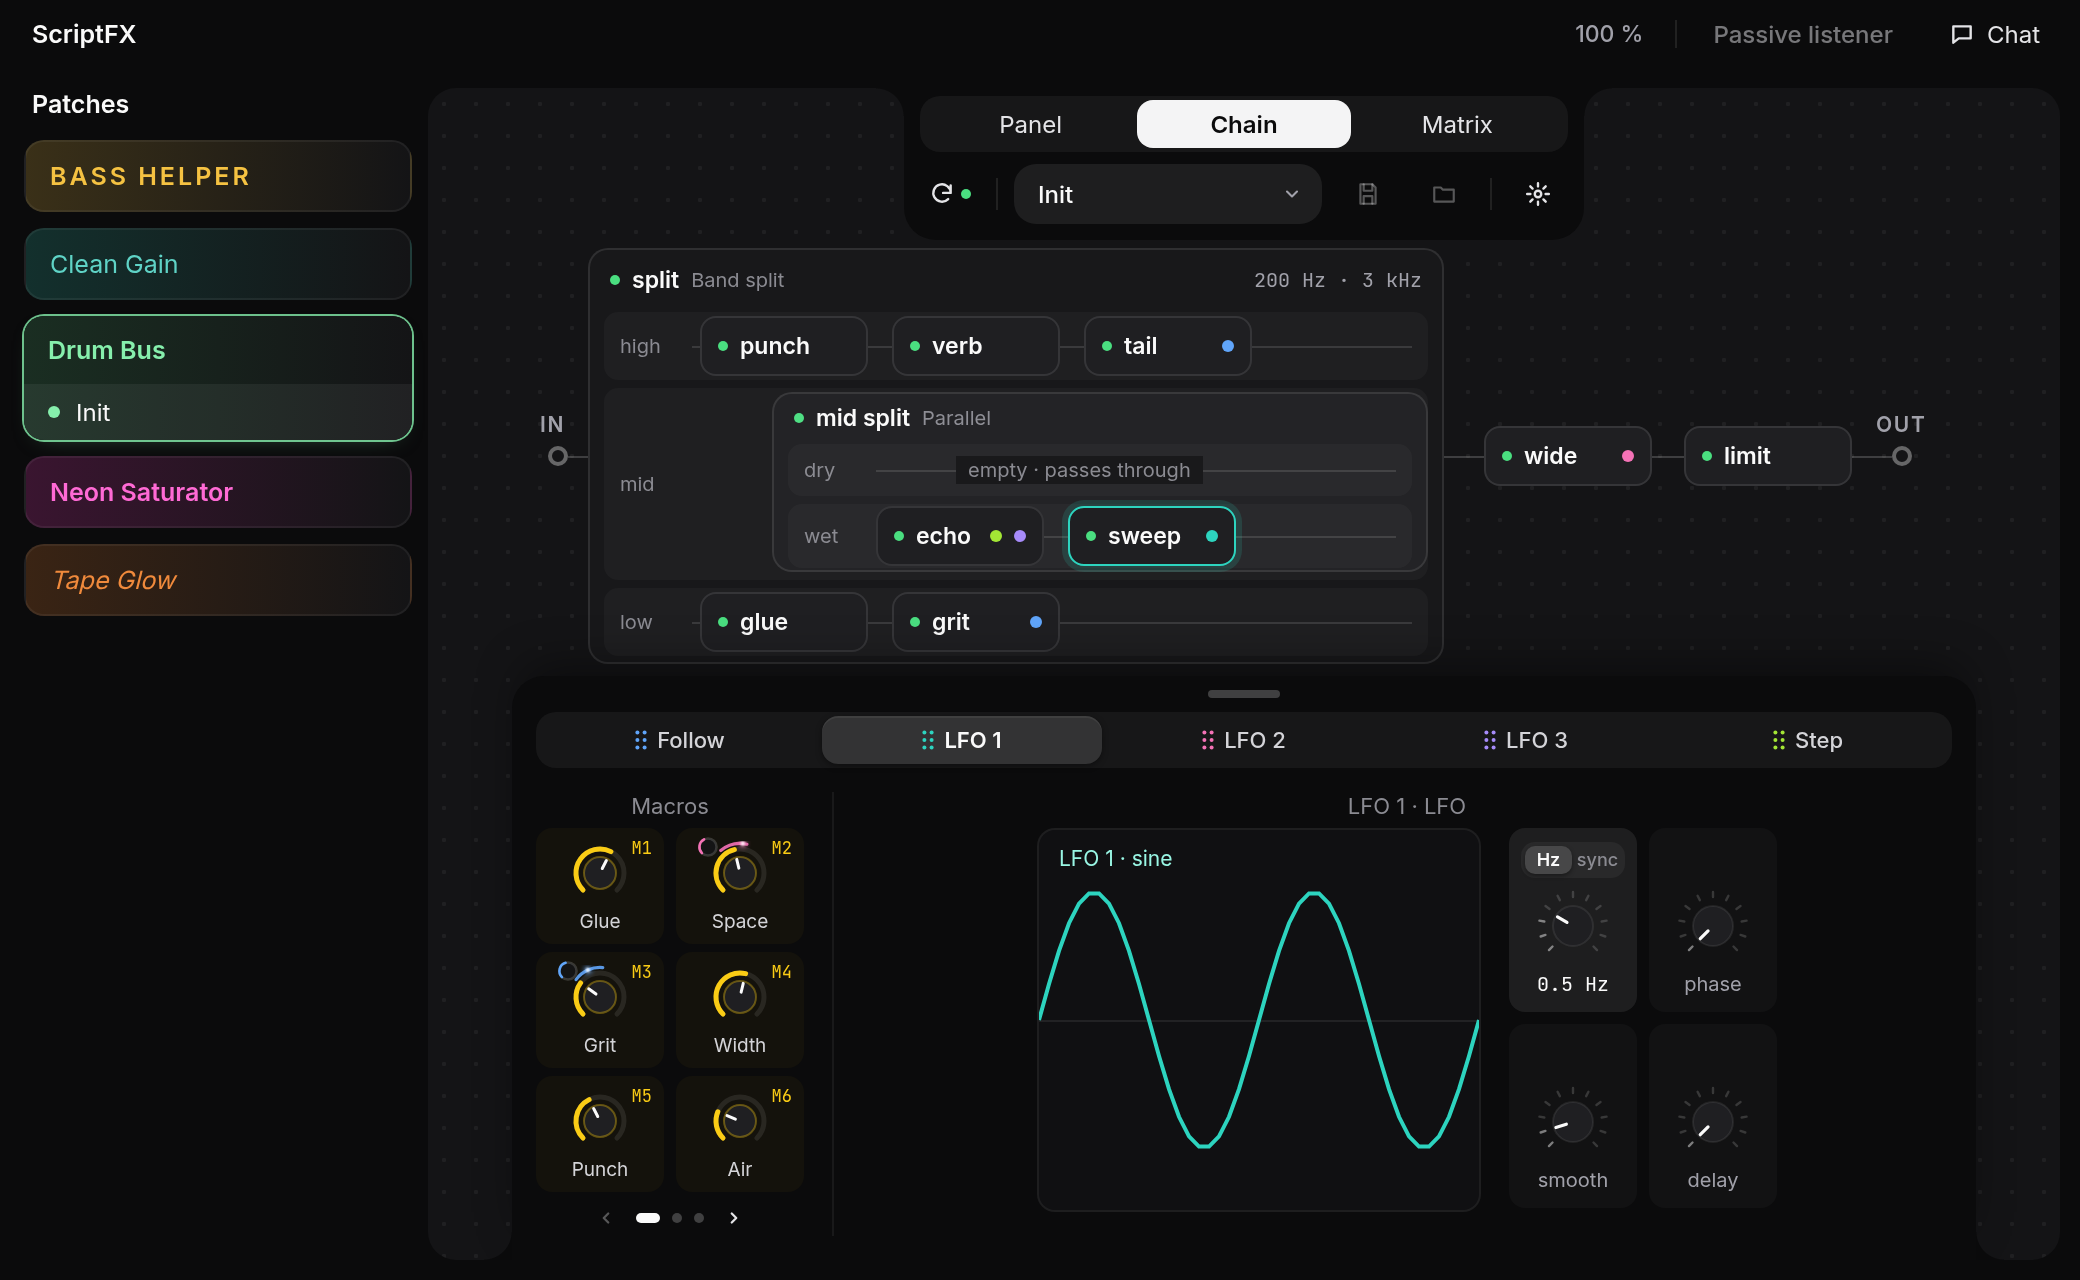 ScriptFX
100 %
Passive listener
Chat
Patches
BASS HELPER
Clean Gain
Drum Bus
Init
Neon Saturator
Tape Glow
Panel
Chain
Matrix
Init
split Band split
200 Hz · 3 kHz
high
punch
verb
tail
mid
mid split Parallel
dry
empty · passes through
wet
echo
sweep
low
glue
grit
IN
wide
limit
OUT
Follow
LFO 1
LFO 2
LFO 3
Step
Macros
M1
Glue
M2
Space
M3
Grit
M4
Width
M5
Punch
M6
Air
LFO 1 · LFO
LFO 1 · sine
Hz sync
0.5 Hz
phase
smooth
delay